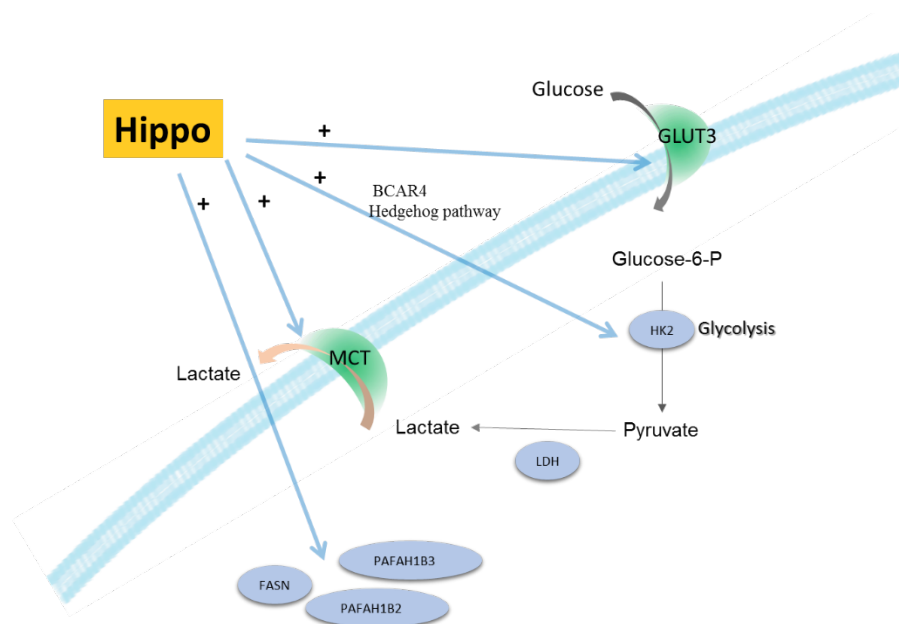 Glucose
Hippo
+
GLUT3
+
BCAR4
+
+
Hedgehog pathway
Glucose-6-P
HK2
Glycolysis
MCT
Lactate
Lactate
Pyruvate
LDH
PAFAH1B3
FASN
PAFAH1B2